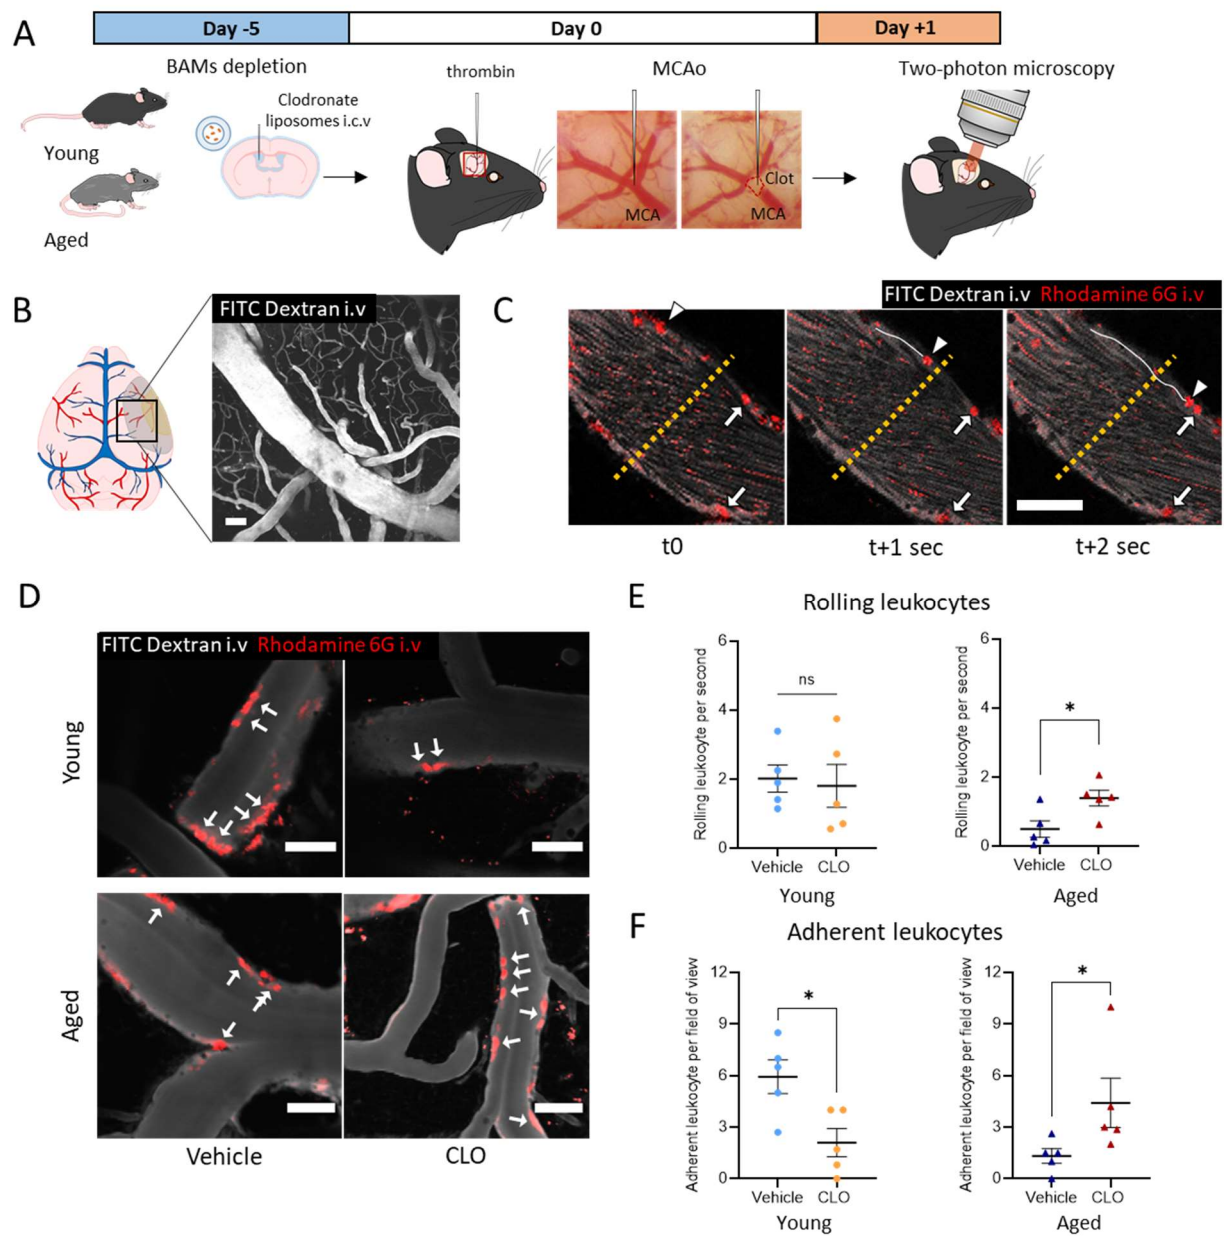 A
Day -5
Day 0
Day +1
BAMs depletion
Clodronate
liposomes i.c.v
Young
Aged
thrombin
MCAo
MCA
Clot
MCA
Two-photon microscopy
B
FITC Dextran i.v
C
FITC Dextran i.v Rhodamine 6G i.v
t0
t+1 sec
t+2 sec
D
FITC Dextran i.v Rhodamine 6G i.v
Young
Aged
Vehicle
CLO
E
Rolling leukocytes
Rolling leukocyte per second
6
4
2
0
ns
Vehicle
CLO
Young
Rolling leukocyte per second
6
4
2
0
*
Vehicle
CLO
Aged
F
Adherent leukocytes
Adherent leukocyte per field of view
12
9
6
3
0
*
Vehicle
CLO
Young
Adherent leukocyte per field of view
12
9
6
3
0
*
Vehicle
CLO
Aged